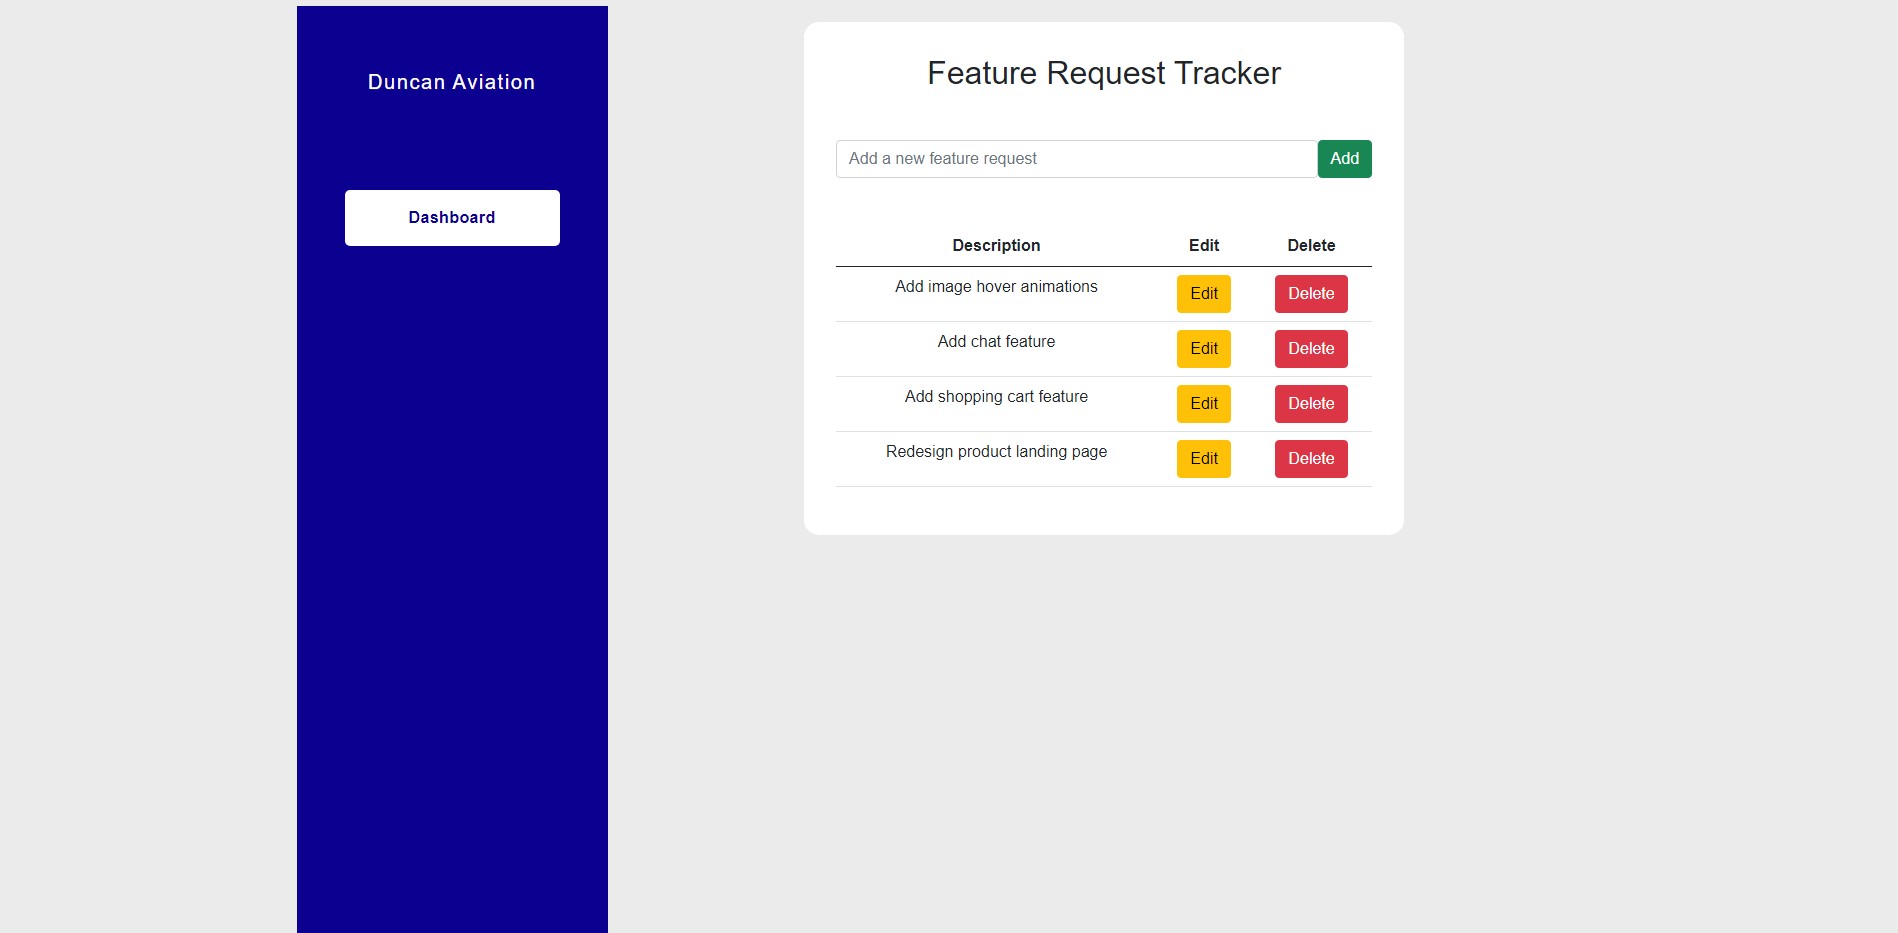 Duncan Aviation
Dashboard
Feature Request Tracker
Add a new feature request Add
Description Edit Delete
Add image hover animations Edit Delete
Add chat feature Edit Delete
Add shopping cart feature Edit Delete
Redesign product landing page Edit Delete